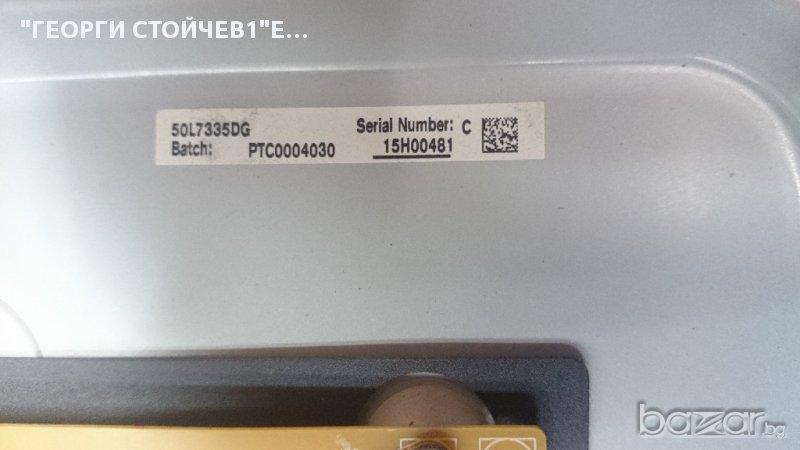 "ГЕОРГИ СТОЙЧЕВ1"Е...
50L7335DG
Batch: PTC0004030
Serial Number: C
15H00481
bazar.bg